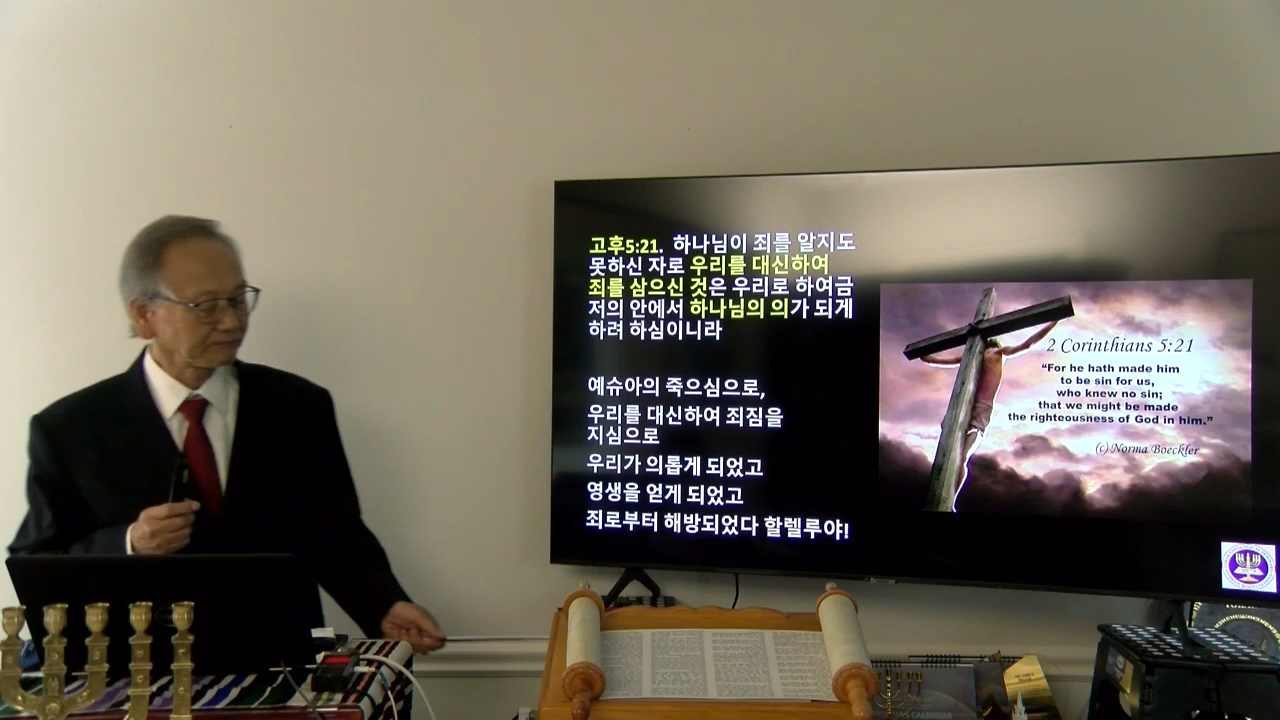 고후5:21. 하나님이 죄를 알지도
못하신 자로 우리를 대신하여
죄를 삼으신 것은 우리로 하여금
저의 안에서 하나님의 의가 되게
하려 하심이니라
예슈아의 죽으심으로,
우리를 대신하여 죄짐을
지심으로
우리가 의롭게 되었고
영생을 얻게 되었고
죄로부터 해방되었다 할렐루야!
2 Corinthians 5:21
“For he hath made him
to be sin for us,
who knew no sin;
that we might be made
the righteousness of God in him.”
(c) Norma Boeckler